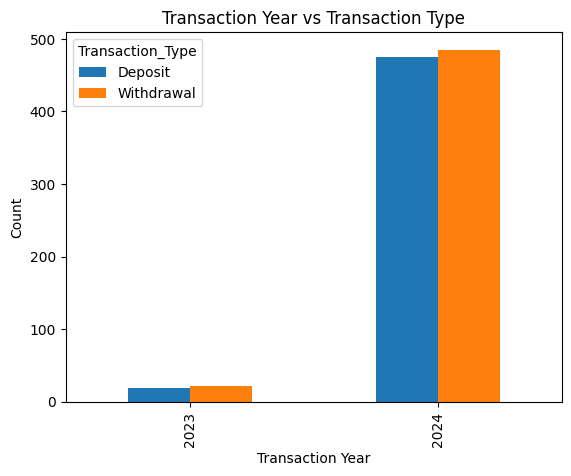 Transaction Year vs Transaction Type
Transaction_Type
Deposit
Withdrawal
500
400
300
200
100
0
Count
2023
2024
Transaction Year